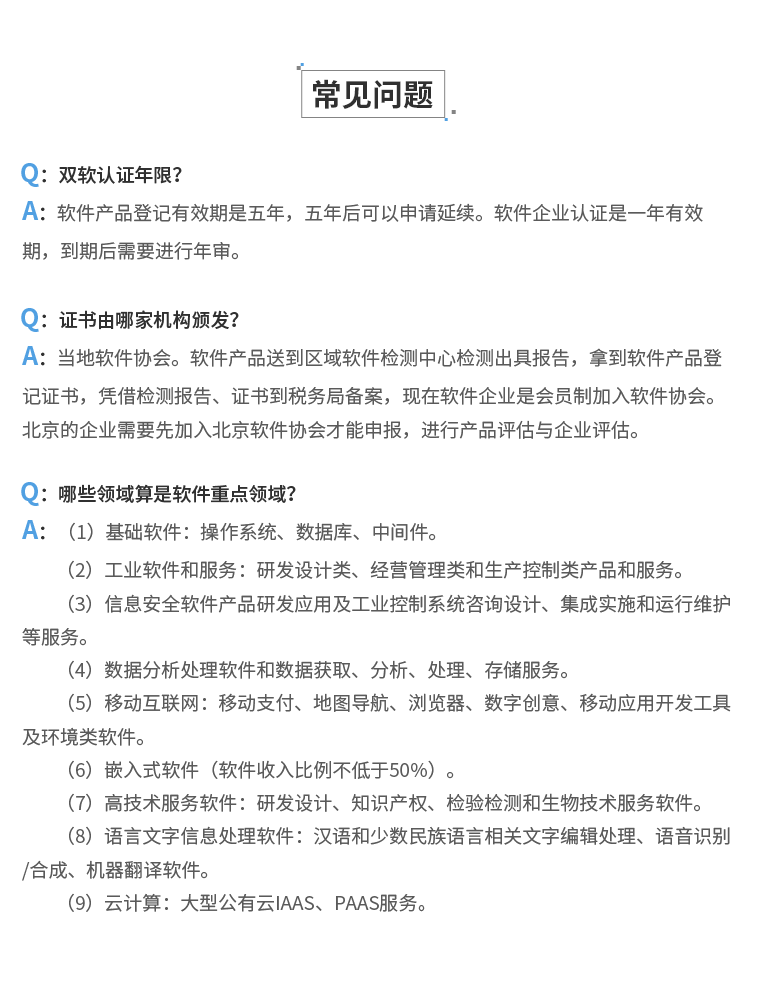 常见问题
Q：双软认证年限？
A：软件产品登记有效期是五年，五年后可以申请延续。软件企业认证是一年有效
期，到期后需要进行年审。
Q：证书由哪家机构颁发？
A：当地软件协会。软件产品送到区域软件检测中心检测出具报告，拿到软件产品登
记证书，凭借检测报告、证书到税务局备案，现在软件企业是会员制加入软件协会。
北京的企业需要先加入北京软件协会才能申报，进行产品评估与企业评估。
Q：哪些领域算是软件重点领域？
A：（1）基础软件：操作系统、数据库、中间件。
（2）工业软件和服务：研发设计类、经营管理类和生产控制类产品和服务。
（3）信息安全软件产品研发应用及工业控制系统咨询设计、集成实施和运行维护
等服务。
（4）数据分析处理软件和数据获取、分析、处理、存储服务。
（5）移动互联网：移动支付、地图导航、浏览器、数字创意、移动应用开发工具
及环境类软件。
（6）嵌入式软件（软件收入比例不低于50%）。
（7）高技术服务软件：研发设计、知识产权、检验检测和生物技术服务软件。
（8）语言文字信息处理软件：汉语和少数民族语言相关文字编辑处理、语音识别
/合成、机器翻译软件。
（9）云计算：大型公有云IAAS、PAAS服务。